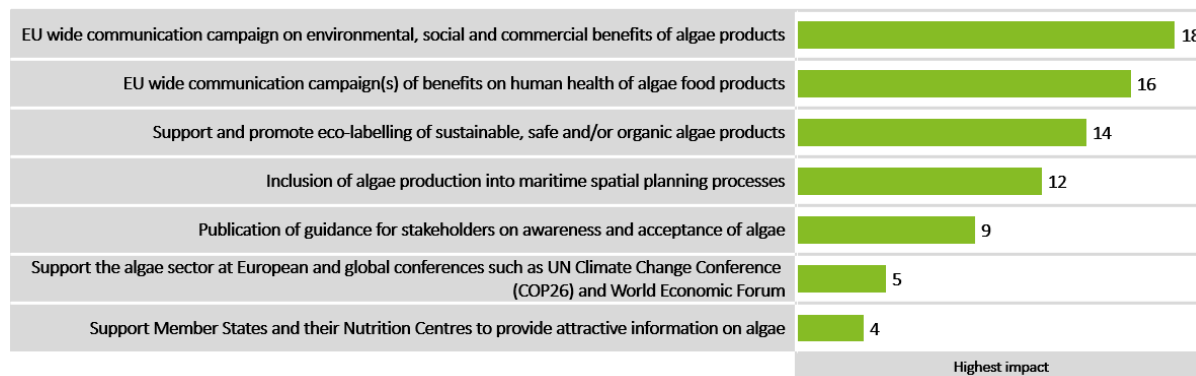 EU wide communication campaign on environmental, social and commercial benefits of algae products 18
EU wide communication campaign(s) of benefits on human health of algae food products 16
Support and promote eco-labelling of sustainable, safe and/or organic algae products 14
Inclusion of algae production into maritime spatial planning processes 12
Publication of guidance for stakeholders on awareness and acceptance of algae 9
Support the algae sector at European and global conferences such as UN Climate Change Conference
(COP26) and World Economic Forum 5
Support Member States and their Nutrition Centres to provide attractive information on algae 4
Highest impact